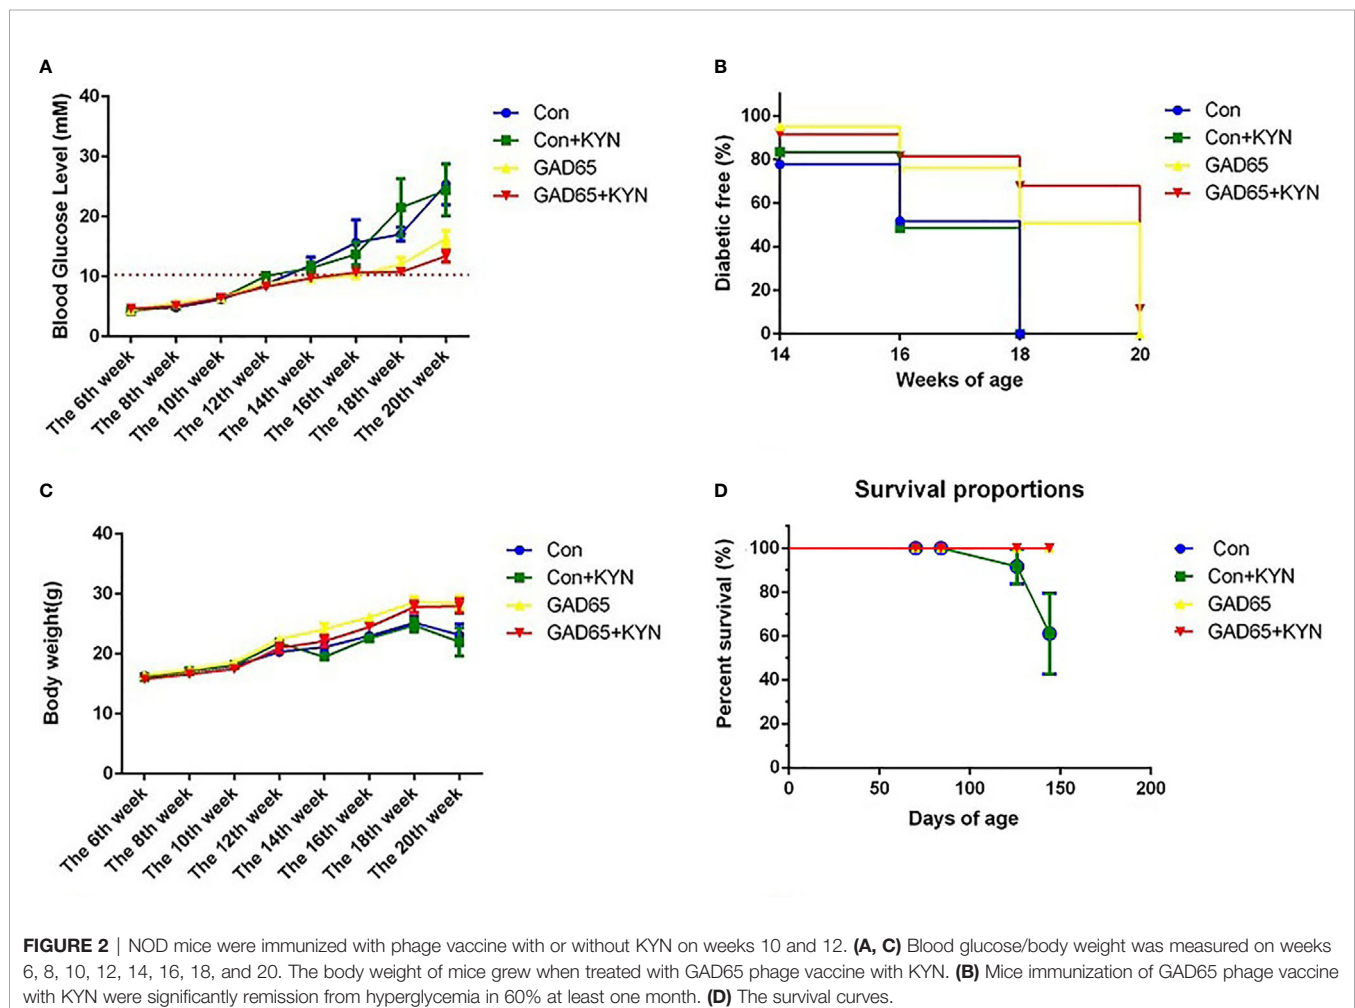 A
Blood Glucose Level (mM)
40
30
20
10
0
The 6th week
The 8th week
The 10th week
The 12th week
The 14th week
The 16th week
The 18th week
The 20th week
Con
Con+KYN
GAD65
GAD65+KYN
B
Diabetic free (%)
100
80
60
40
20
0
14
16
18
20
Weeks of age
Con
Con+KYN
GAD65
GAD65+KYN
C
Body weight(g)
40
30
20
10
0
The 6th week
The 8th week
The 10th week
The 12th week
The 14th week
The 16th week
The 18th week
The 20th week
Con
Con+KYN
GAD65
GAD65+KYN
D
Survival proportions
Percent survival (%)
100
80
60
40
20
0
0
50
100
150
200
Days of age
Con
Con+KYN
GAD65
GAD65+KYN
FIGURE 2 | NOD mice were immunized with phage vaccine with or without KYN on weeks 10 and 12. (A, C) Blood glucose/body weight was measured on weeks
6, 8, 10, 12, 14, 16, 18, and 20. The body weight of mice grew when treated with GAD65 phage vaccine with KYN. (B) Mice immunization of GAD65 phage vaccine
with KYN were significantly remission from hyperglycemia in 60% at least one month. (D) The survival curves.